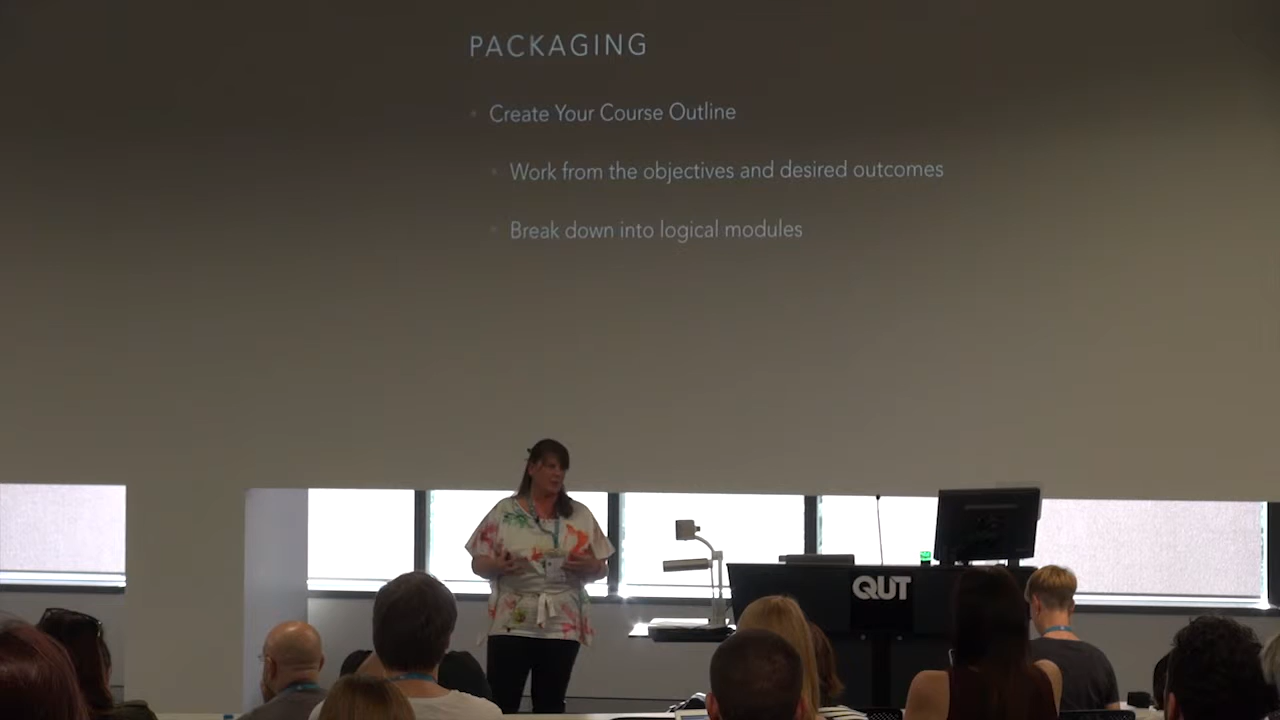 PACKAGING
Create Your Course Outline
Work from the objectives and desired outcomes
Break down into logical modules
QUT